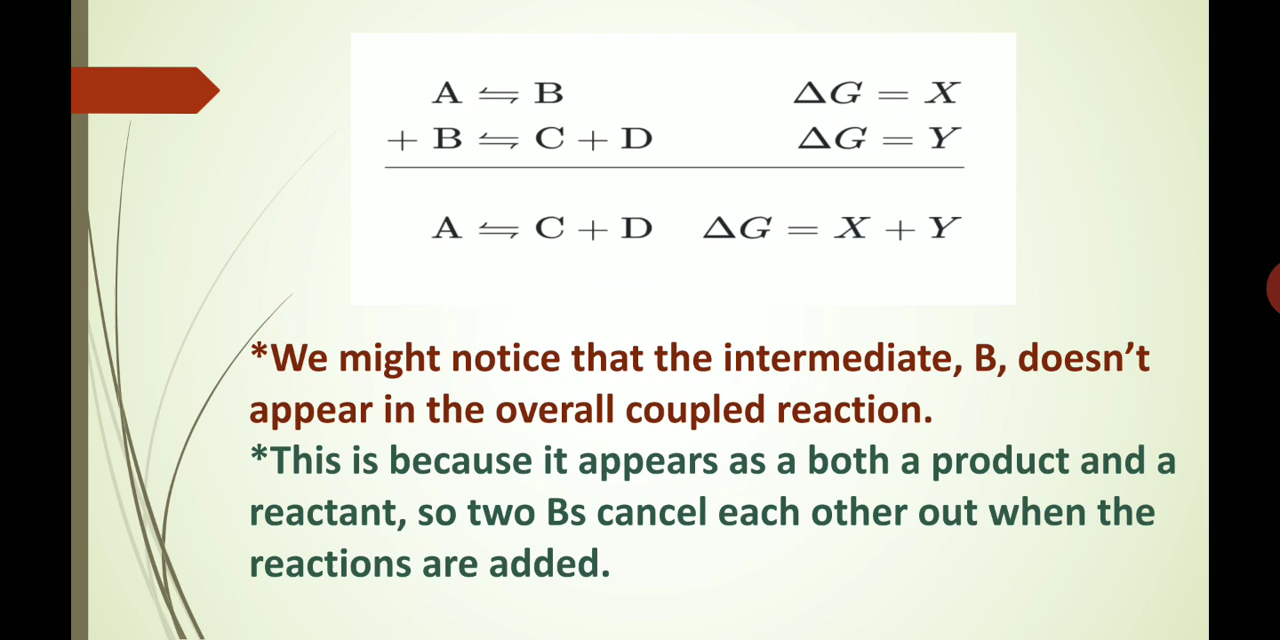 A ⇋ B ΔG = X
+ B ⇋ C + D ΔG = Y
A ⇋ C + D ΔG = X + Y
*We might notice that the intermediate, B, doesn’t
appear in the overall coupled reaction.
*This is because it appears as a both a product and a
reactant, so two Bs cancel each other out when the
reactions are added.